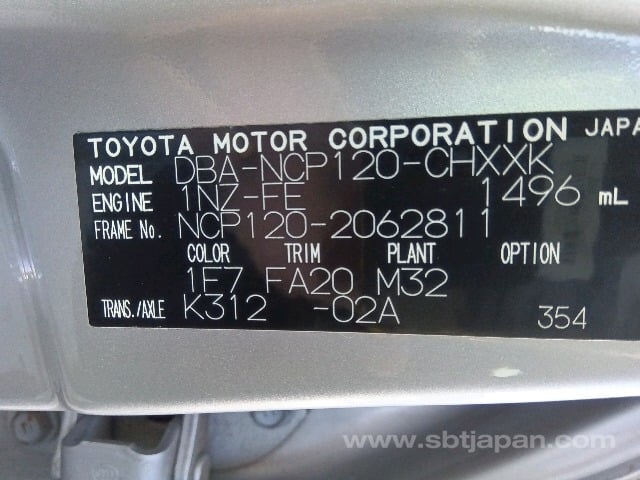 TOYOTA MOTOR CORPORATION JAPA
MODEL DBA-NCP120-CHXXK
ENGINE 1NZ-FE 1496 mL
FRAME No. NCP120-2062811
COLOR TRIM PLANT OPTION
1E7 FA20 M32
TRANS./AXLE K312 -02A 354
www.sbtjapan.com